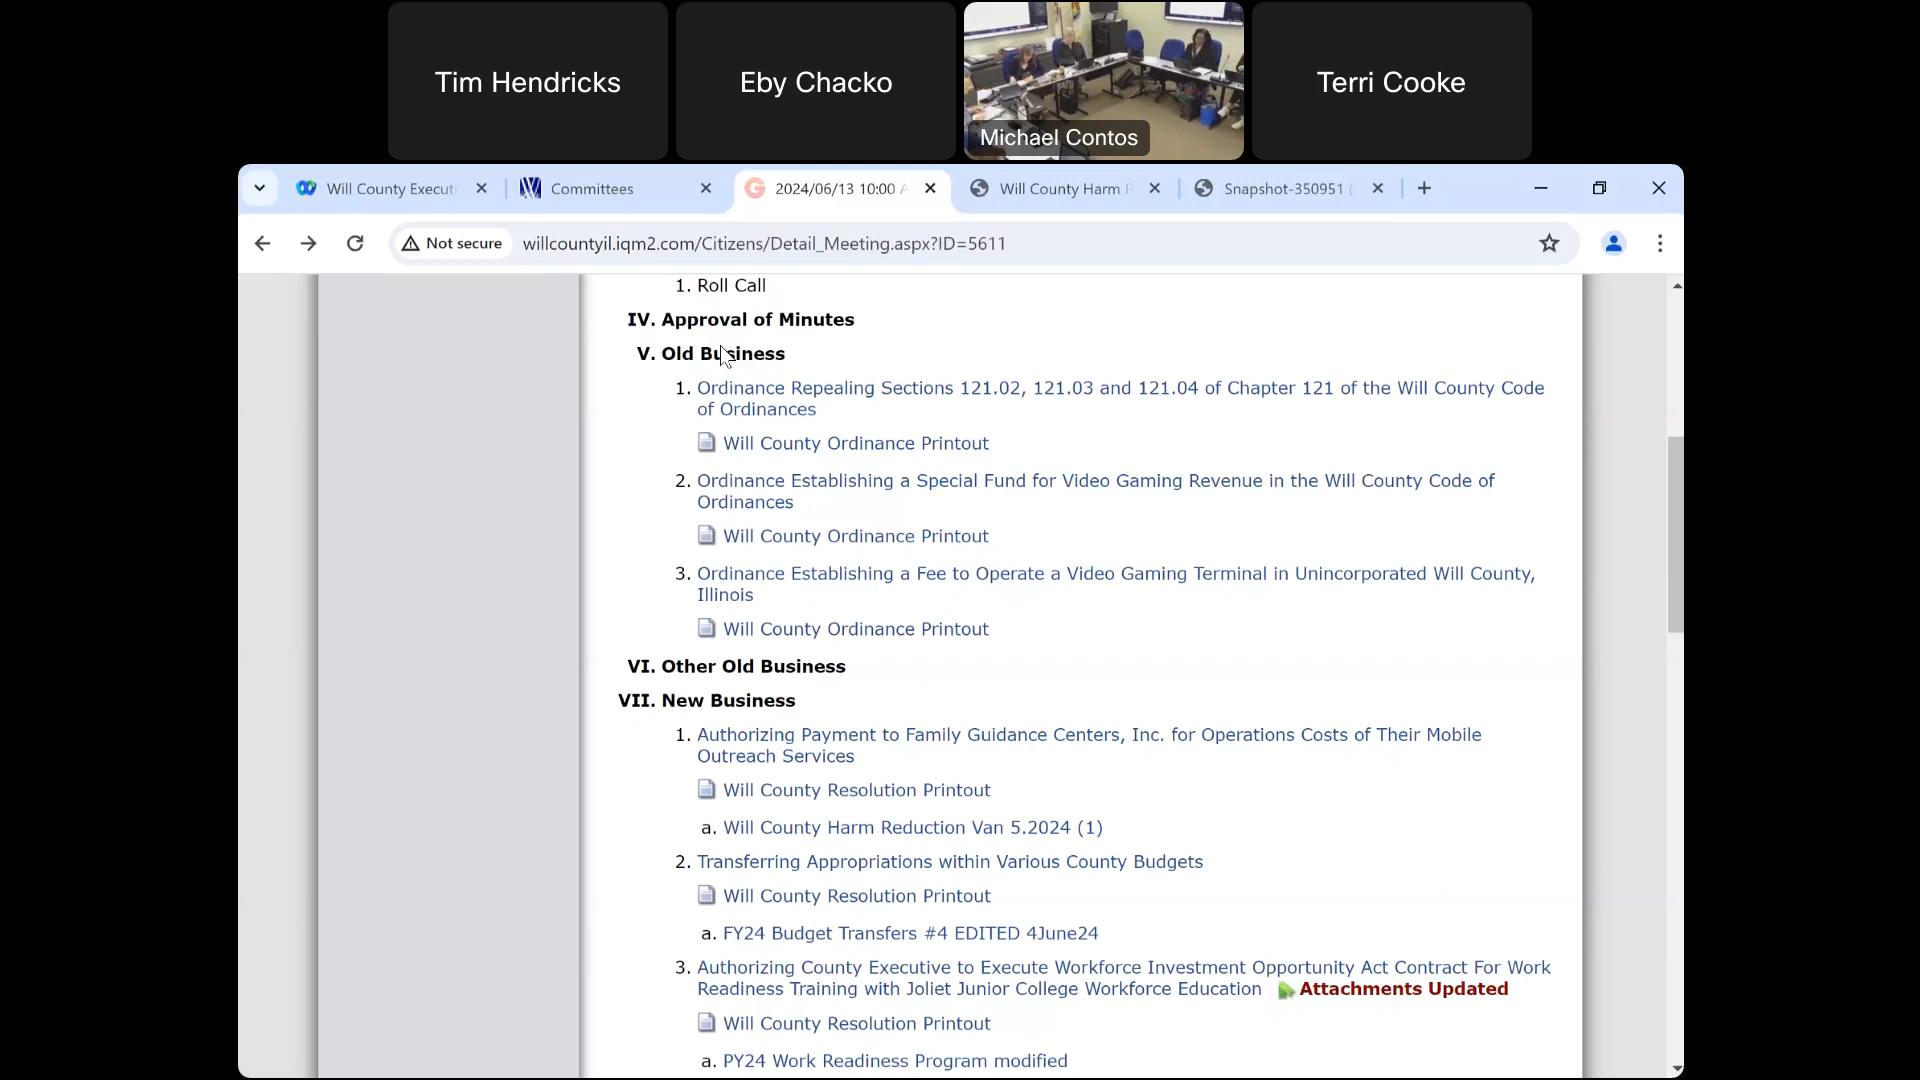 Tim Hendricks
Eby Chacko
Michael Contos
Terri Cooke
Will County Executi
Committees
2024/06/13 10:00 A
Will County Harm R
Snapshot-350951 (
Not secure
willcountyil.iqm2.com/Citizens/Detail_Meeting.aspx?ID=5611
1. Roll Call
IV. Approval of Minutes
V. Old Business
1. Ordinance Repealing Sections 121.02, 121.03 and 121.04 of Chapter 121 of the Will County Code
of Ordinances
Will County Ordinance Printout
2. Ordinance Establishing a Special Fund for Video Gaming Revenue in the Will County Code of
Ordinances
Will County Ordinance Printout
3. Ordinance Establishing a Fee to Operate a Video Gaming Terminal in Unincorporated Will County,
Illinois
Will County Ordinance Printout
VI. Other Old Business
VII. New Business
1. Authorizing Payment to Family Guidance Centers, Inc. for Operations Costs of Their Mobile
Outreach Services
Will County Resolution Printout
a. Will County Harm Reduction Van 5.2024 (1)
2. Transferring Appropriations within Various County Budgets
Will County Resolution Printout
a. FY24 Budget Transfers #4 EDITED 4June24
3. Authorizing County Executive to Execute Workforce Investment Opportunity Act Contract For Work
Readiness Training with Joliet Junior College Workforce Education Attachments Updated
Will County Resolution Printout
a. PY24 Work Readiness Program modified